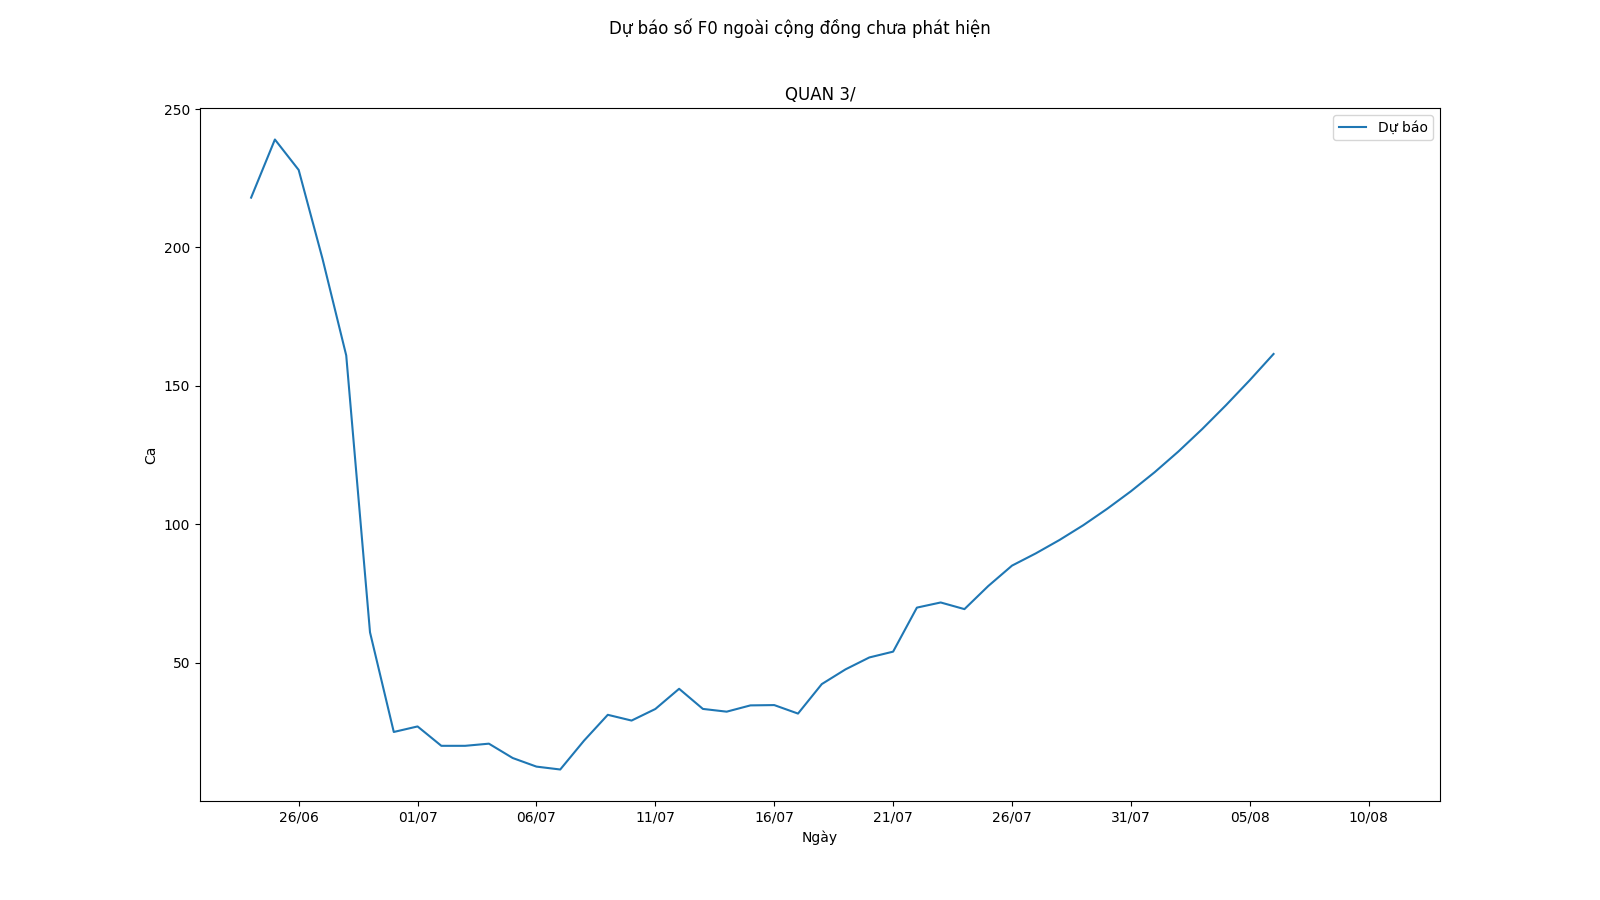 Dự báo số F0 ngoài cộng đồng chưa phát hiện
QUAN 3/
Dự báo
250
200
150
100
50
Ca
26/06 01/07 06/07 11/07 16/07 21/07 26/07 31/07 05/08 10/08
Ngày